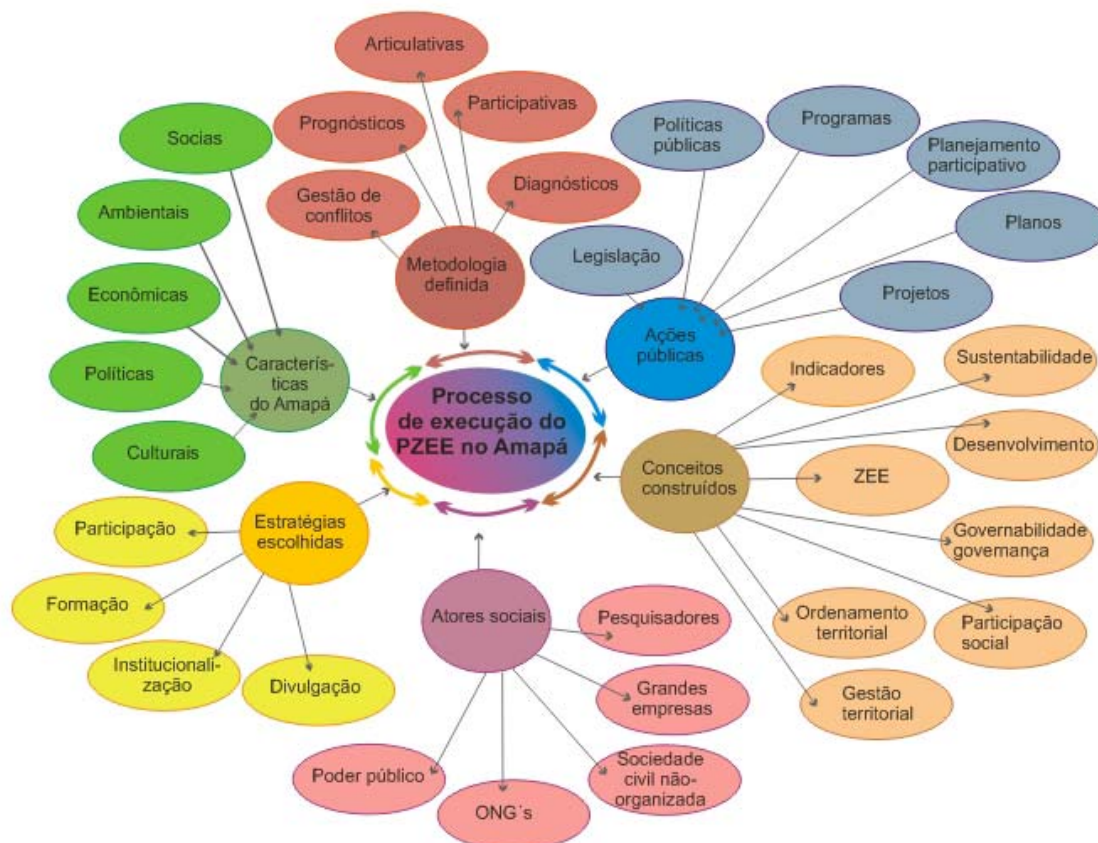 Articulativas
Participativas
Prognósticos
Diagnósticos
Gestão de
conflitos
Metodologia
definida
Socias
Ambientais
Econômicas
Políticas
Culturais
Caracterís-
ticas
do Amapá
Políticas
públicas
Programas
Planejamento
participativo
Planos
Legislação
Projetos
Ações
públicas
Processo
de execução do
PZEE no Amapá
Indicadores
Sustentabilidade
Desenvolvimento
ZEE
Governabilidade
governança
Ordenamento
territorial
Participação
social
Gestão
territorial
Conceitos
construídos
Estratégias
escolhidas
Participação
Formação
Institucionali-
zação
Divulgação
Atores sociais
Pesquisadores
Grandes
empresas
Sociedade
civil não-
organizada
ONG´s
Poder público